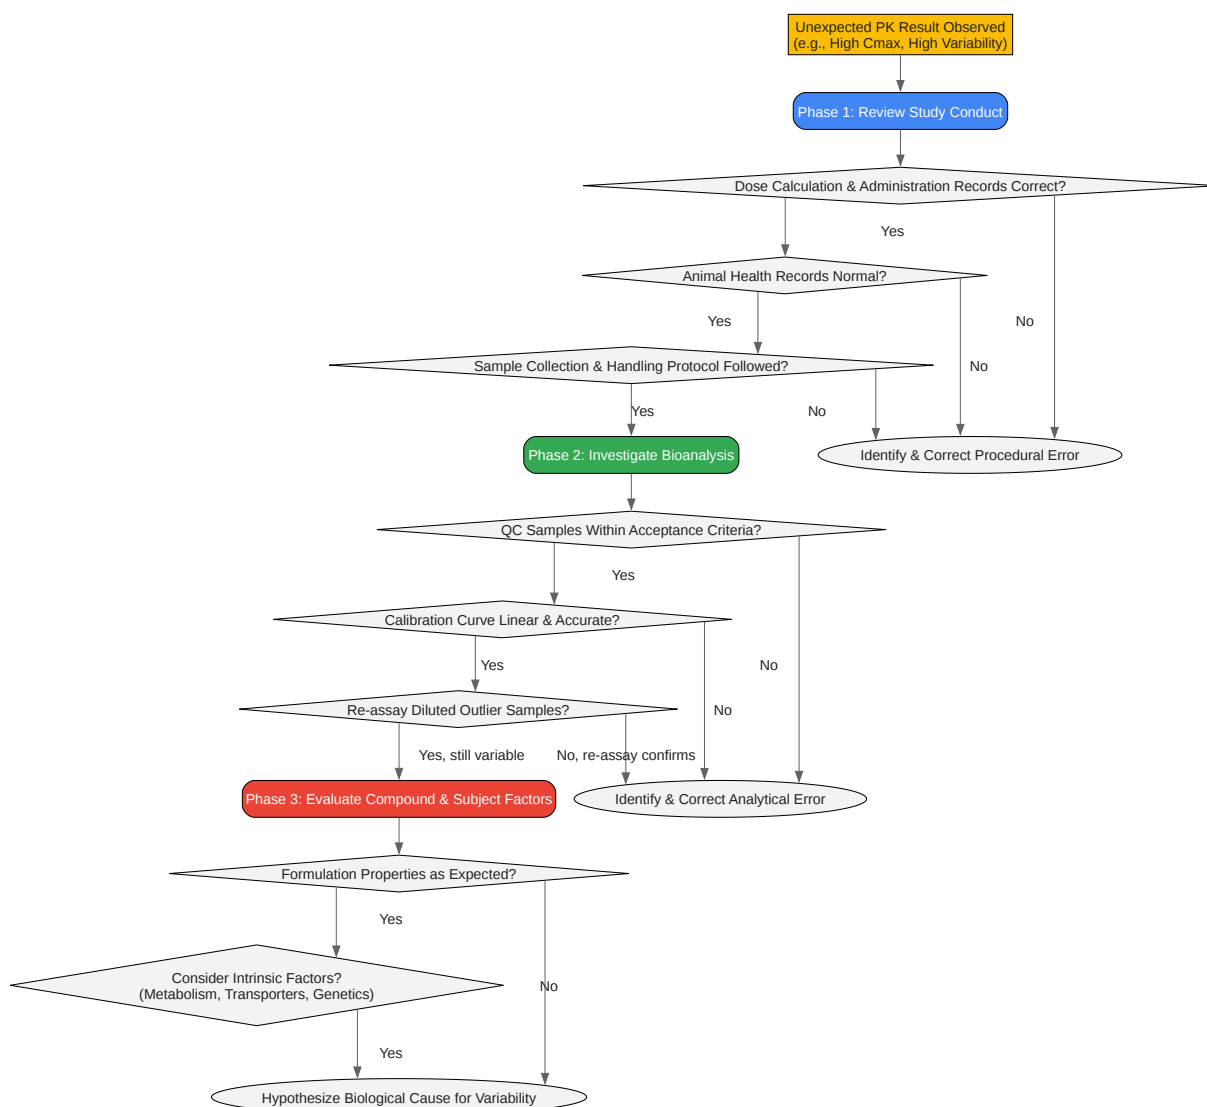 Unexpected PK Result Observed
(e.g., High Cmax, High Variability)
Phase 1: Review Study Conduct
Dose Calculation & Administration Records Correct?
Yes
Animal Health Records Normal?
Yes
No
Sample Collection & Handling Protocol Followed?
No
Yes
No
Phase 2: Investigate Bioanalysis
Identify & Correct Procedural Error
QC Samples Within Acceptance Criteria?
Yes
Calibration Curve Linear & Accurate?
Yes
No
Re-assay Diluted Outlier Samples?
No
Yes, still variable
No, re-assay confirms
Phase 3: Evaluate Compound & Subject Factors
Identify & Correct Analytical Error
Formulation Properties as Expected?
Yes
Consider Intrinsic Factors?
(Metabolism, Transporters, Genetics)
No
Yes
Hypothesize Biological Cause for Variability